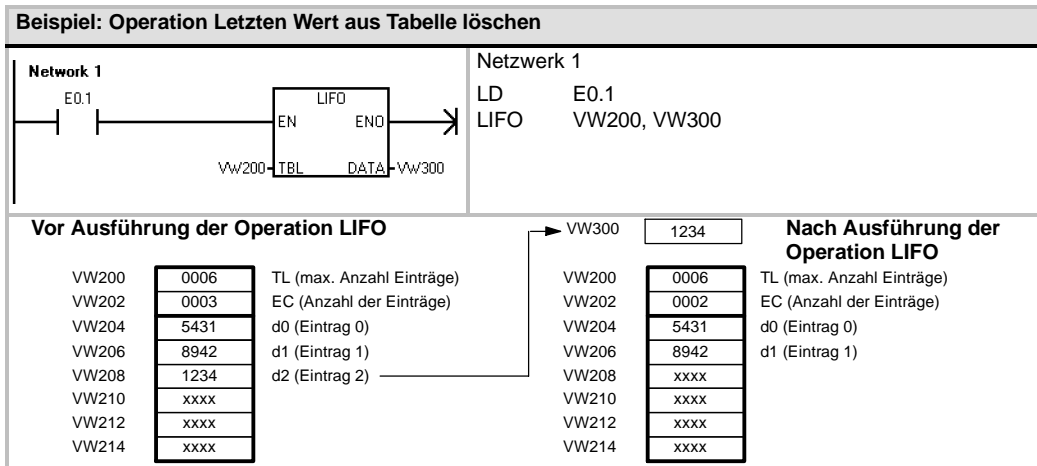 Beispiel: Operation Letzten Wert aus Tabelle löschen
Network 1
E0.1
LIFO
EN ENO
VW200 TBL DATA VW300
Netzwerk 1
LD E0.1
LIFO VW200, VW300
Vor Ausführung der Operation LIFO
VW200 0006 TL (max. Anzahl Einträge)
VW202 0003 EC (Anzahl der Einträge)
VW204 5431 d0 (Eintrag 0)
VW206 8942 d1 (Eintrag 1)
VW208 1234 d2 (Eintrag 2)
VW210 xxxx
VW212 xxxx
VW214 xxxx
VW300 1234
Nach Ausführung der
Operation LIFO
VW200 0006 TL (max. Anzahl Einträge)
VW202 0002 EC (Anzahl der Einträge)
VW204 5431 d0 (Eintrag 0)
VW206 8942 d1 (Eintrag 1)
VW208 xxxx
VW210 xxxx
VW212 xxxx
VW214 xxxx